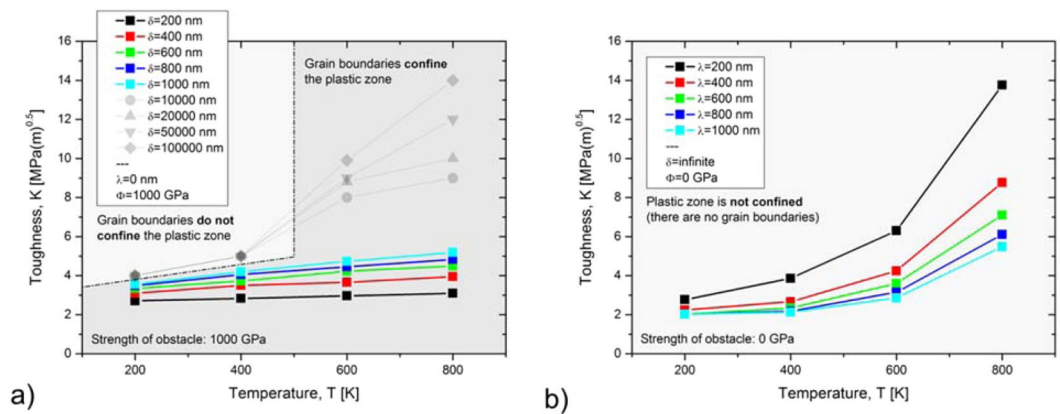 δ=200 nm
δ=400 nm
δ=600 nm
δ=800 nm
δ=1000 nm
δ=10000 nm
δ=20000 nm
δ=50000 nm
δ=100000 nm
---
λ=0 nm
Φ=1000 GPa
Grain boundaries do not
confine the plastic zone
Grain boundaries confine
the plastic zone
Strength of obstacle: 1000 GPa
Toughness, K [MPa(m)^0.5]
16
14
12
10
8
6
4
2
0
200 400 600 800
Temperature, T [K]
a)
λ=200 nm
λ=400 nm
λ=600 nm
λ=800 nm
λ=1000 nm
---
δ=infinite
Φ=0 GPa
Plastic zone is not confined
(there are no grain boundaries)
Strength of obstacle: 0 GPa
Toughness, K [MPa(m)^0.5]
16
14
12
10
8
6
4
2
0
200 400 600 800
Temperature, T [K]
b)